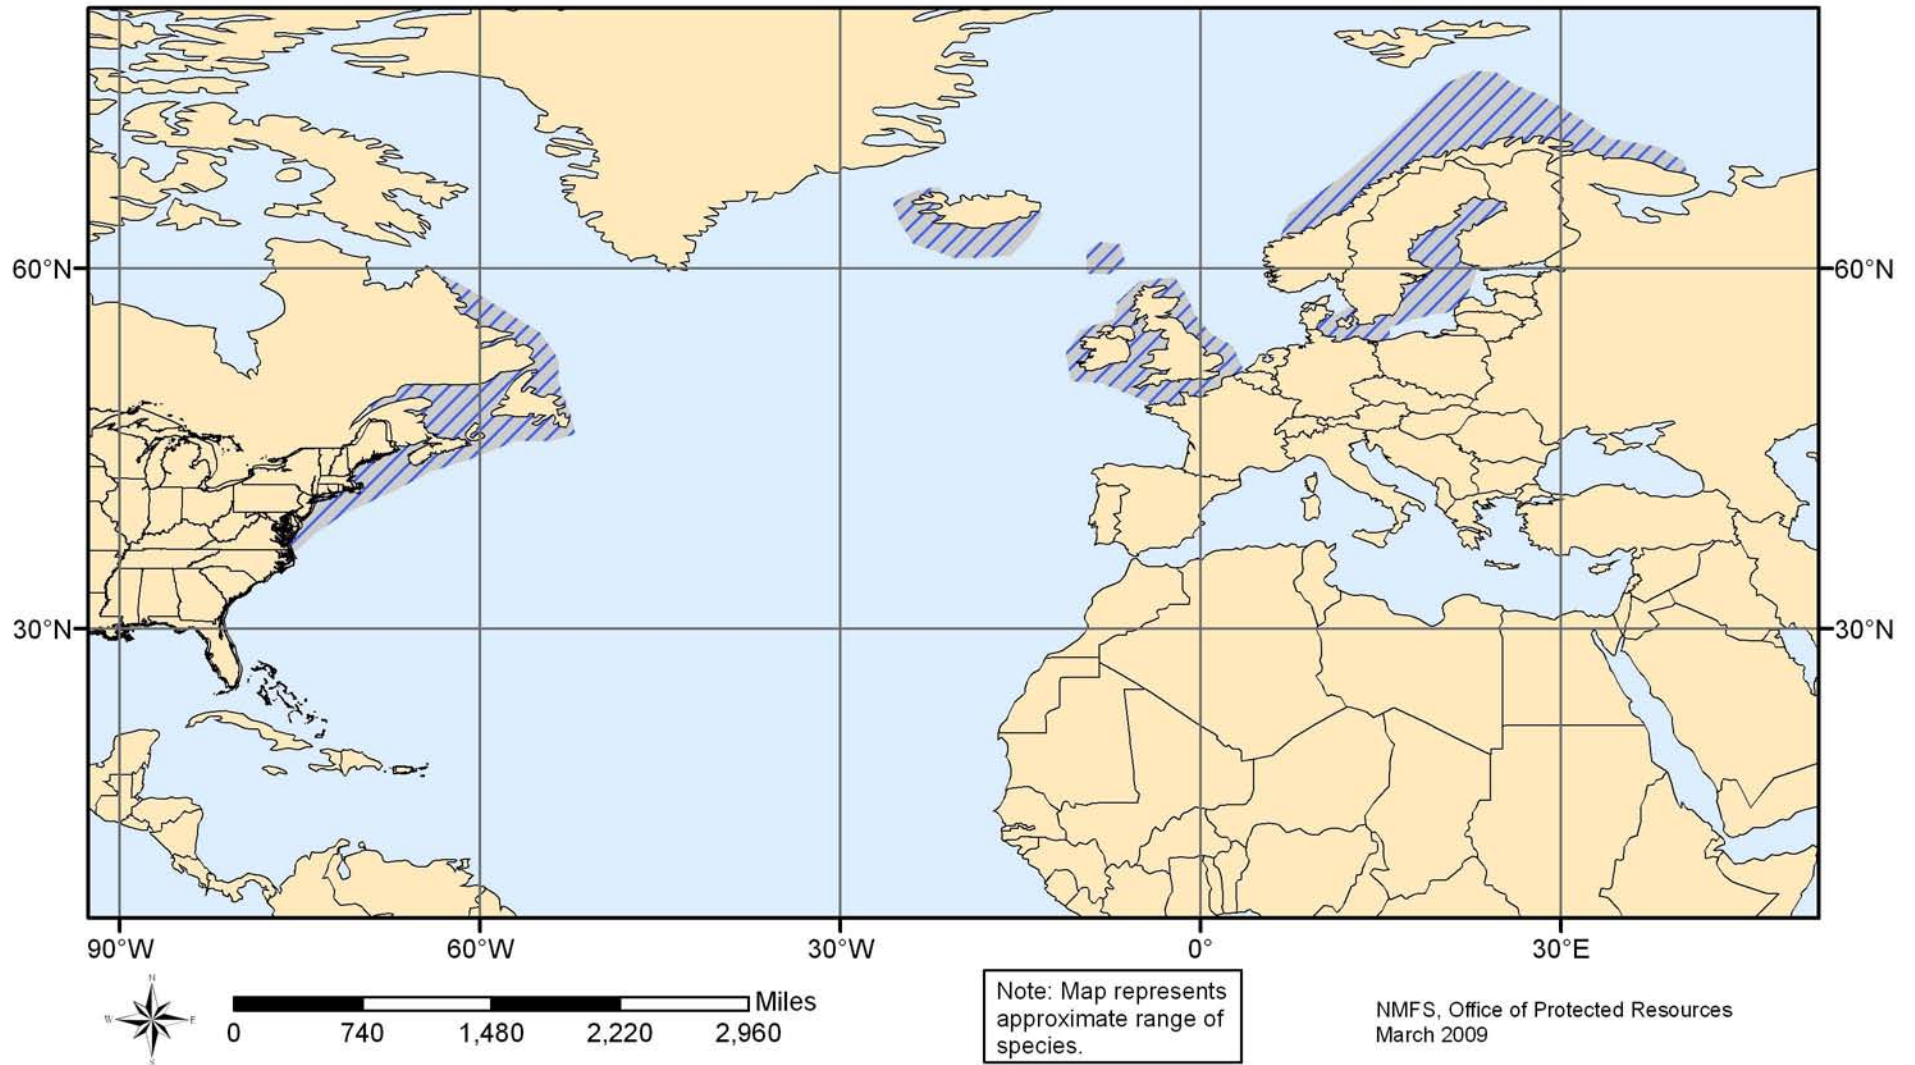 60°N
60°N
30°N
30°N
90°W
60°W
30°W
0°
30°E
N
W
E
S
Miles
0
740
1,480
2,220
2,960
Note: Map represents
approximate range of
species.
NMFS, Office of Protected Resources
March 2009